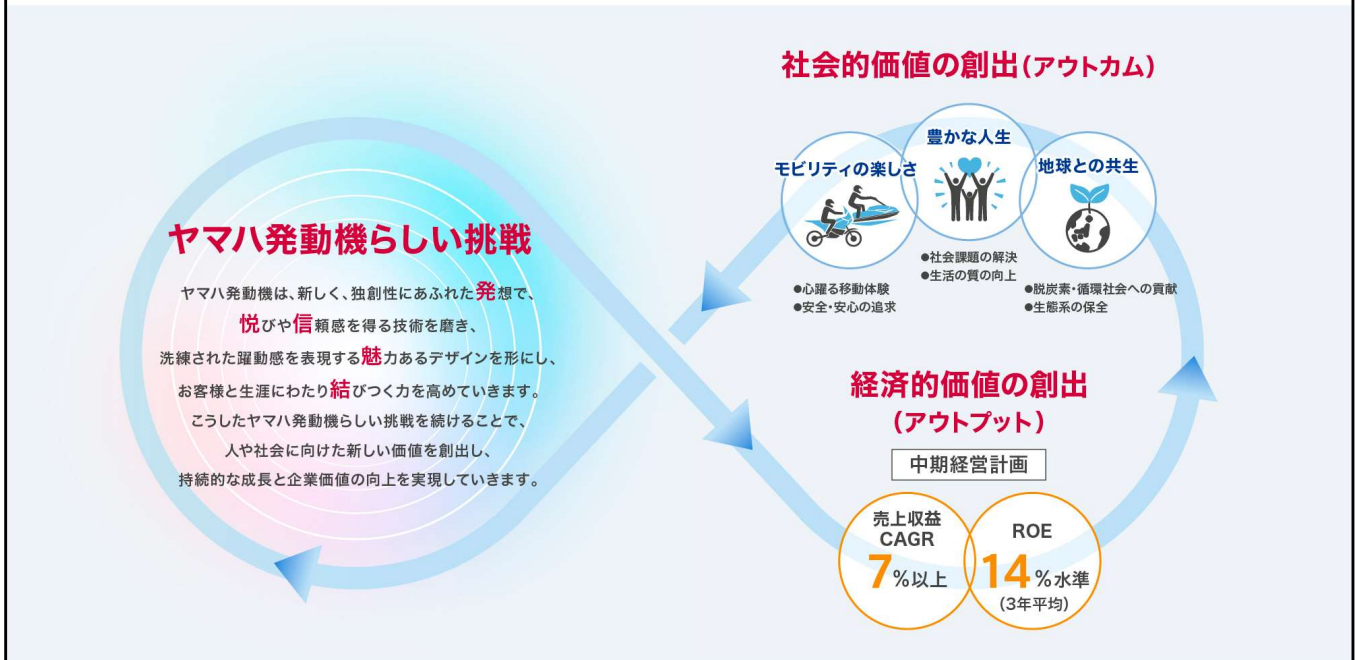 ヤマハ発動機らしい挑戦
ヤマハ発動機は、新しく、独創性にあふれた発想で、
悦びや信頼感を得る技術を磨き、
洗練された躍動感を表現する魅力あるデザインを形にし、
お客様と生涯にわたり結びつく力を高めていきます。
こうしたヤマハ発動機らしい挑戦を続けることで、
人や社会に向けた新しい価値を創出し、
持続的な成長と企業価値の向上を実現していきます。
社会的価値の創出(アウトカム)
モビリティの楽しさ
●心躍る移動体験
●安全・安心の追求
豊かな人生
●社会課題の解決
●生活の質の向上
地球との共生
●脱炭素・循環社会への貢献
●生態系の保全
経済的価値の創出
(アウトプット)
中期経営計画
売上収益
CAGR
7%以上
ROE
14%水準
(3年平均)